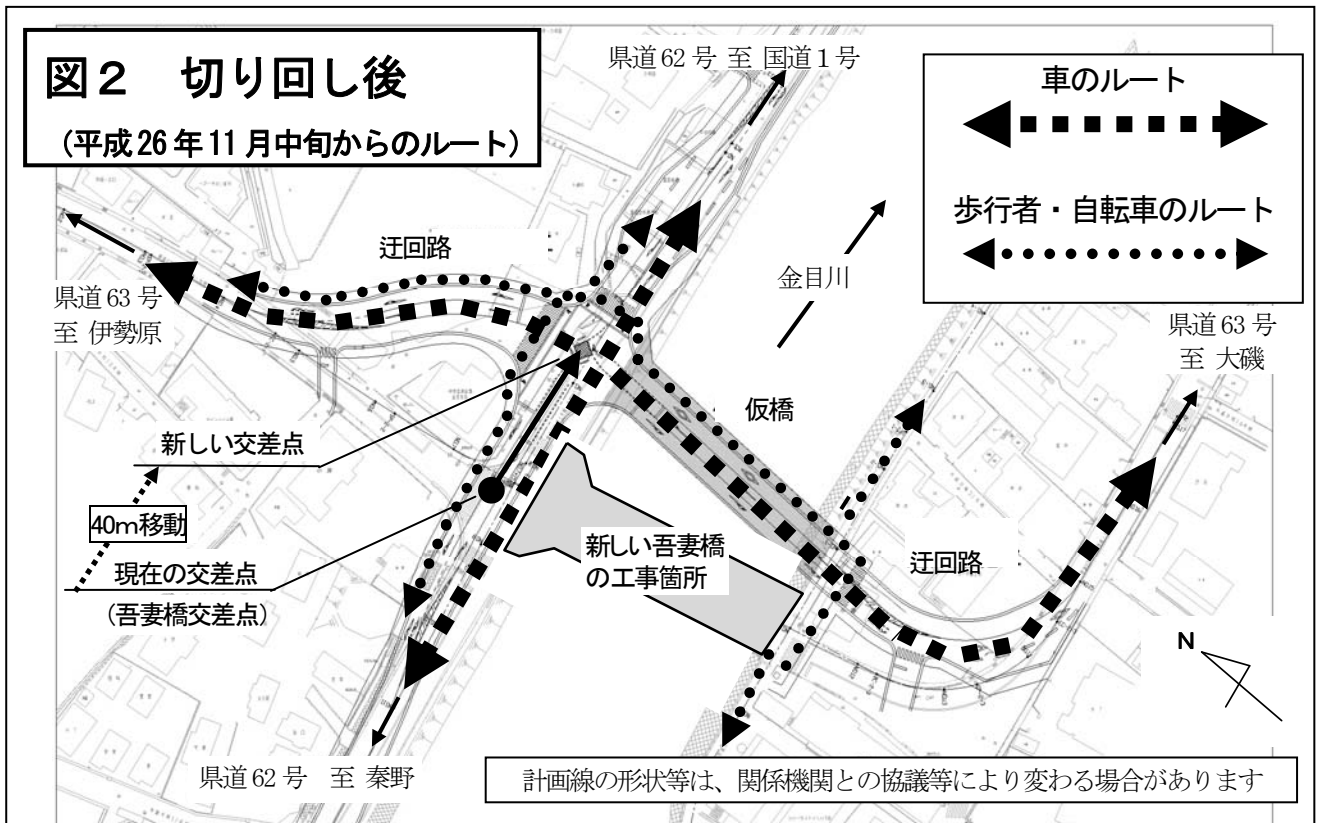 図２　切り回し後
（平成26年11月中旬からのルート）
県道62号 至 国道１号
車のルート
歩行者・自転車のルート
迂回路
金目川
県道63号
至 伊勢原
県道63号
至 大磯
仮橋
新しい交差点
40ｍ移動
現在の交差点
（吾妻橋交差点）
新しい吾妻橋
の工事箇所
迂回路
N
県道62号　至 秦野
計画線の形状等は、関係機関との協議等により変わる場合があります